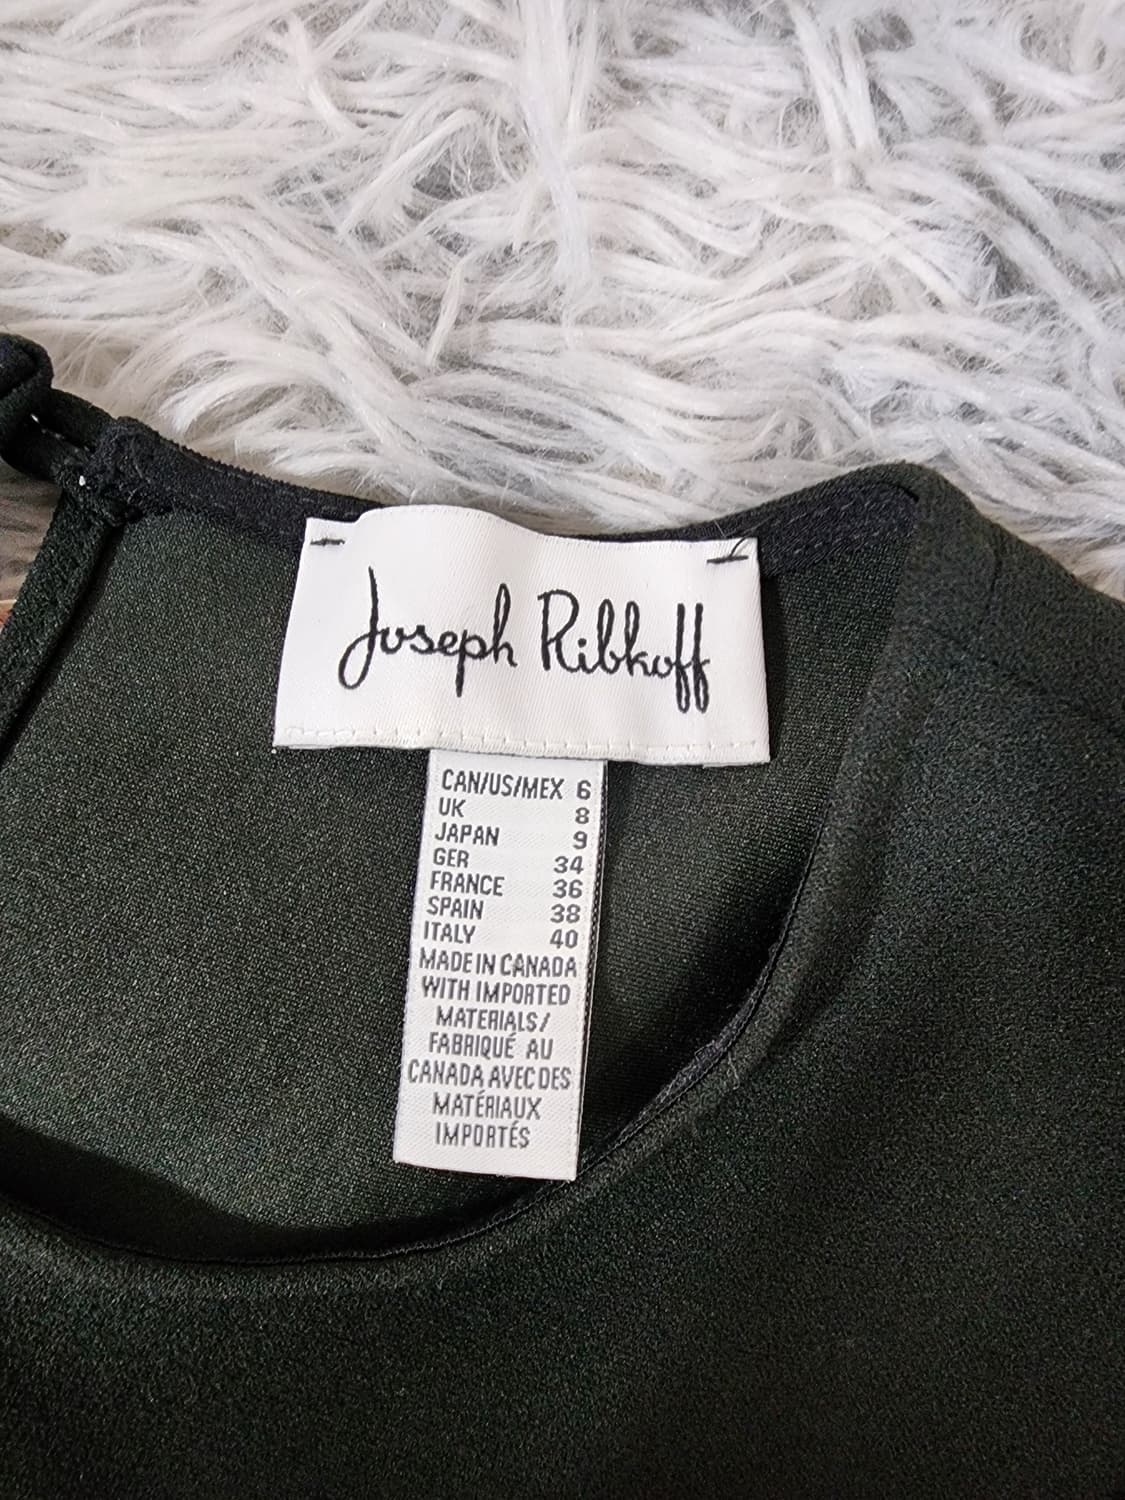 Joseph Ribkoff
CAN/US/MEX 6
UK 8
JAPAN 9
GER 34
FRANCE 36
SPAIN 38
ITALY 40
MADE IN CANADA
WITH IMPORTED
MATERIALS/
FABRIQUÉ AU
CANADA AVEC DES
MATÉRIAUX
IMPORTÉS